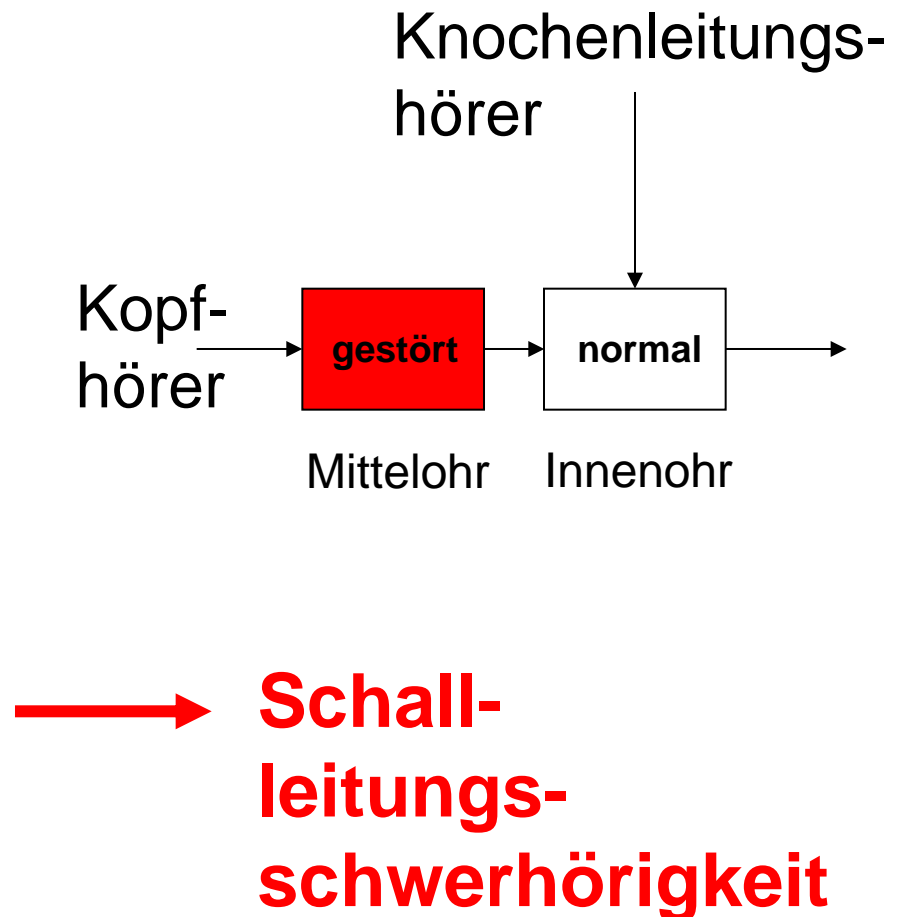 Knochenleitungs-
hörer
Kopf-
hörer
gestört
normal
Mittelohr
Innenohr
Schall-
leitungs-
schwerhörigkeit